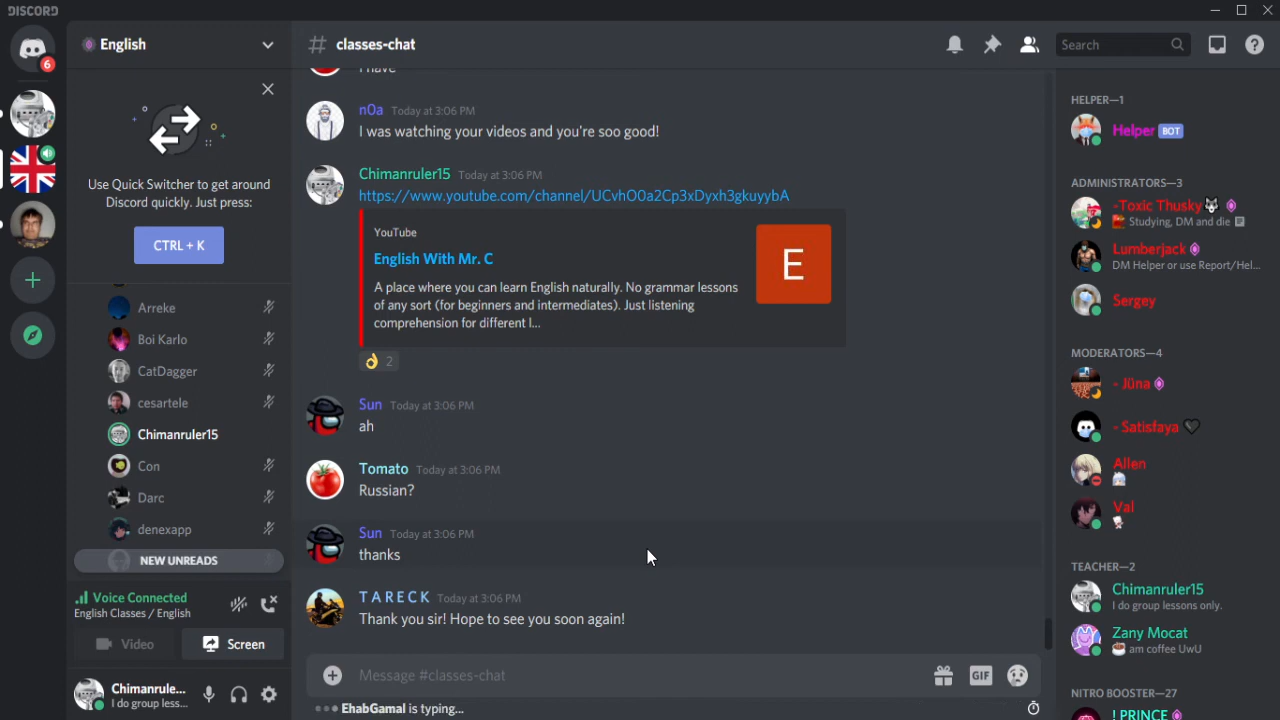 DISCORD
6
English
Use Quick Switcher to get around
Discord quickly. Just press:
CTRL + K
Arreke
Boi Karlo
CatDagger
cesartele
Chimanruler15
Con
Darc
denexapp
NEW UNREADS
Voice Connected
English Classes / English
Video
Screen
Chimanrule...
I do group less...
# classes-chat
Search
I have
n0a Today at 3:06 PM
I was watching your videos and you're soo good!
Chimanruler15 Today at 3:06 PM
https://www.youtube.com/channel/UCvhO0a2Cp3xDyxh3gkuyybA
YouTube
English With Mr. C
A place where you can learn English naturally. No grammar lessons
of any sort (for beginners and intermediates). Just listening
comprehension for different l...
E
2
Sun Today at 3:06 PM
ah
Tomato Today at 3:06 PM
Russian?
Sun Today at 3:06 PM
thanks
T A R E C K Today at 3:06 PM
Thank you sir! Hope to see you soon again!
Message #classes-chat
GIF
EhabGamal is typing...
HELPER—1
Helper BOT
ADMINISTRATORS—3
-Toxic Thusky
Studying, DM and die
Lumberjack
DM Helper or use Report/Hel...
Sergey
MODERATORS—4
- Jüna
- Satisfaya
Allen
Val
TEACHER—2
Chimanruler15
I do group lessons only.
Zany Mocat
am coffee UwU
NITRO BOOSTER—27
! PRINCE